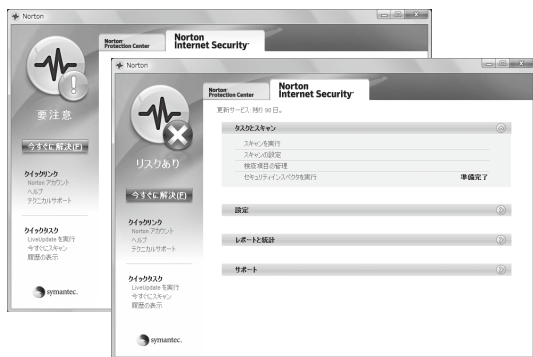 Norton
Norton Protection Center
Norton Internet Security
要注意
今すぐに解決(F)
クイックリンク
Norton アカウント
ヘルプ
テクニカルサポート
クイックタスク
LiveUpdate を実行
今すぐにスキャン
履歴の表示
symantec.
Norton
Norton Protection Center
Norton Internet Security
更新サービス: 残り 90 日。
リスクあり
今すぐに解決(F)
クイックリンク
Norton アカウント
ヘルプ
テクニカルサポート
クイックタスク
LiveUpdate を実行
今すぐにスキャン
履歴の表示
symantec.
タスクとスキャン
スキャンを実行
スキャンの設定
検疫項目の管理
セキュリティインスペクタを実行 準備完了
設定
レポートと統計
サポート